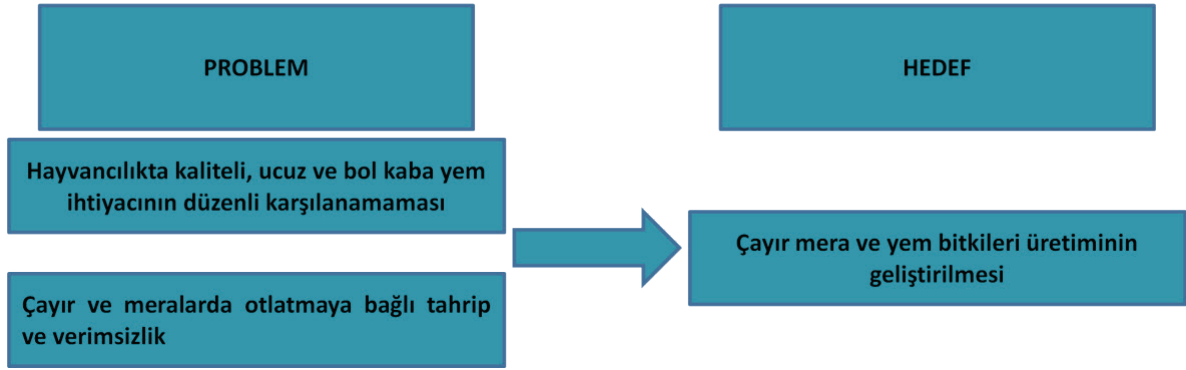 PROBLEM
Hayvancılıkta kaliteli, ucuz ve bol kaba yem
ihtiyacının düzenli karşılanamaması
Çayır ve meralarda otlatmaya bağlı tahrip
ve verimsizlik
HEDEF
Çayır mera ve yem bitkileri üretiminin
geliştirilmesi